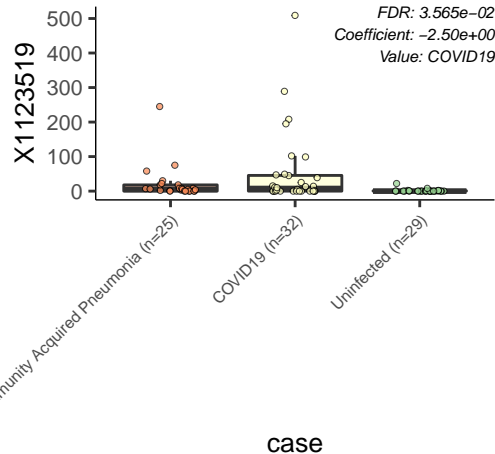 FDR: 3.565e−02
Coefficient: −2.50e+00
Value: COVID19
X1123519
500
400
300
200
100
0
Acquired Pneumonia (n=25)
COVID19 (n=32)
Uninfected (n=29)
case